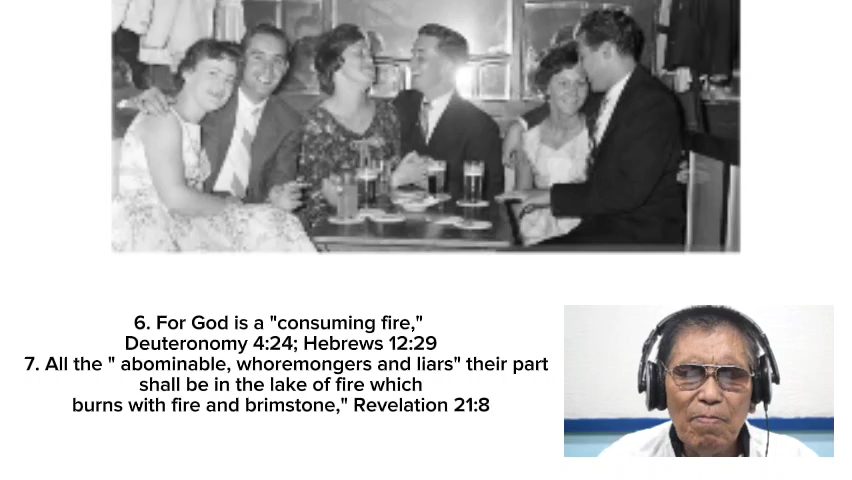 6. For God is a "consuming fire,"
Deuteronomy 4:24; Hebrews 12:29
7. All the " abominable, whoremongers and liars" their part
shall be in the lake of fire which
burns with fire and brimstone," Revelation 21:8